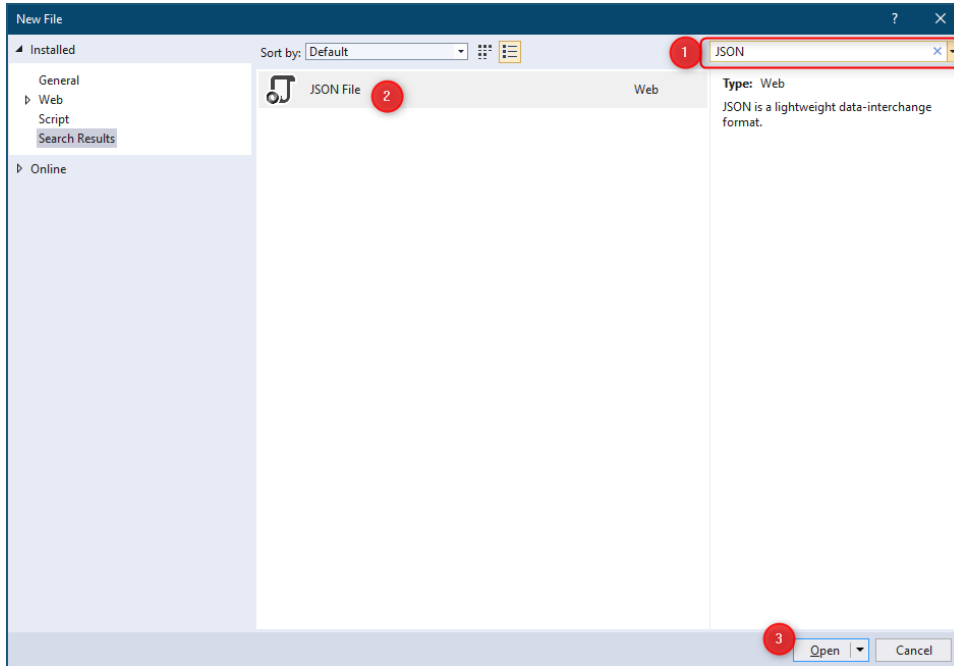 New File
Installed
General
Web
Script
Search Results
Online
Sort by: Default
1
JSON
JSON File
2
Web
Type: Web
JSON is a lightweight data-interchange
format.
3
Open
Cancel